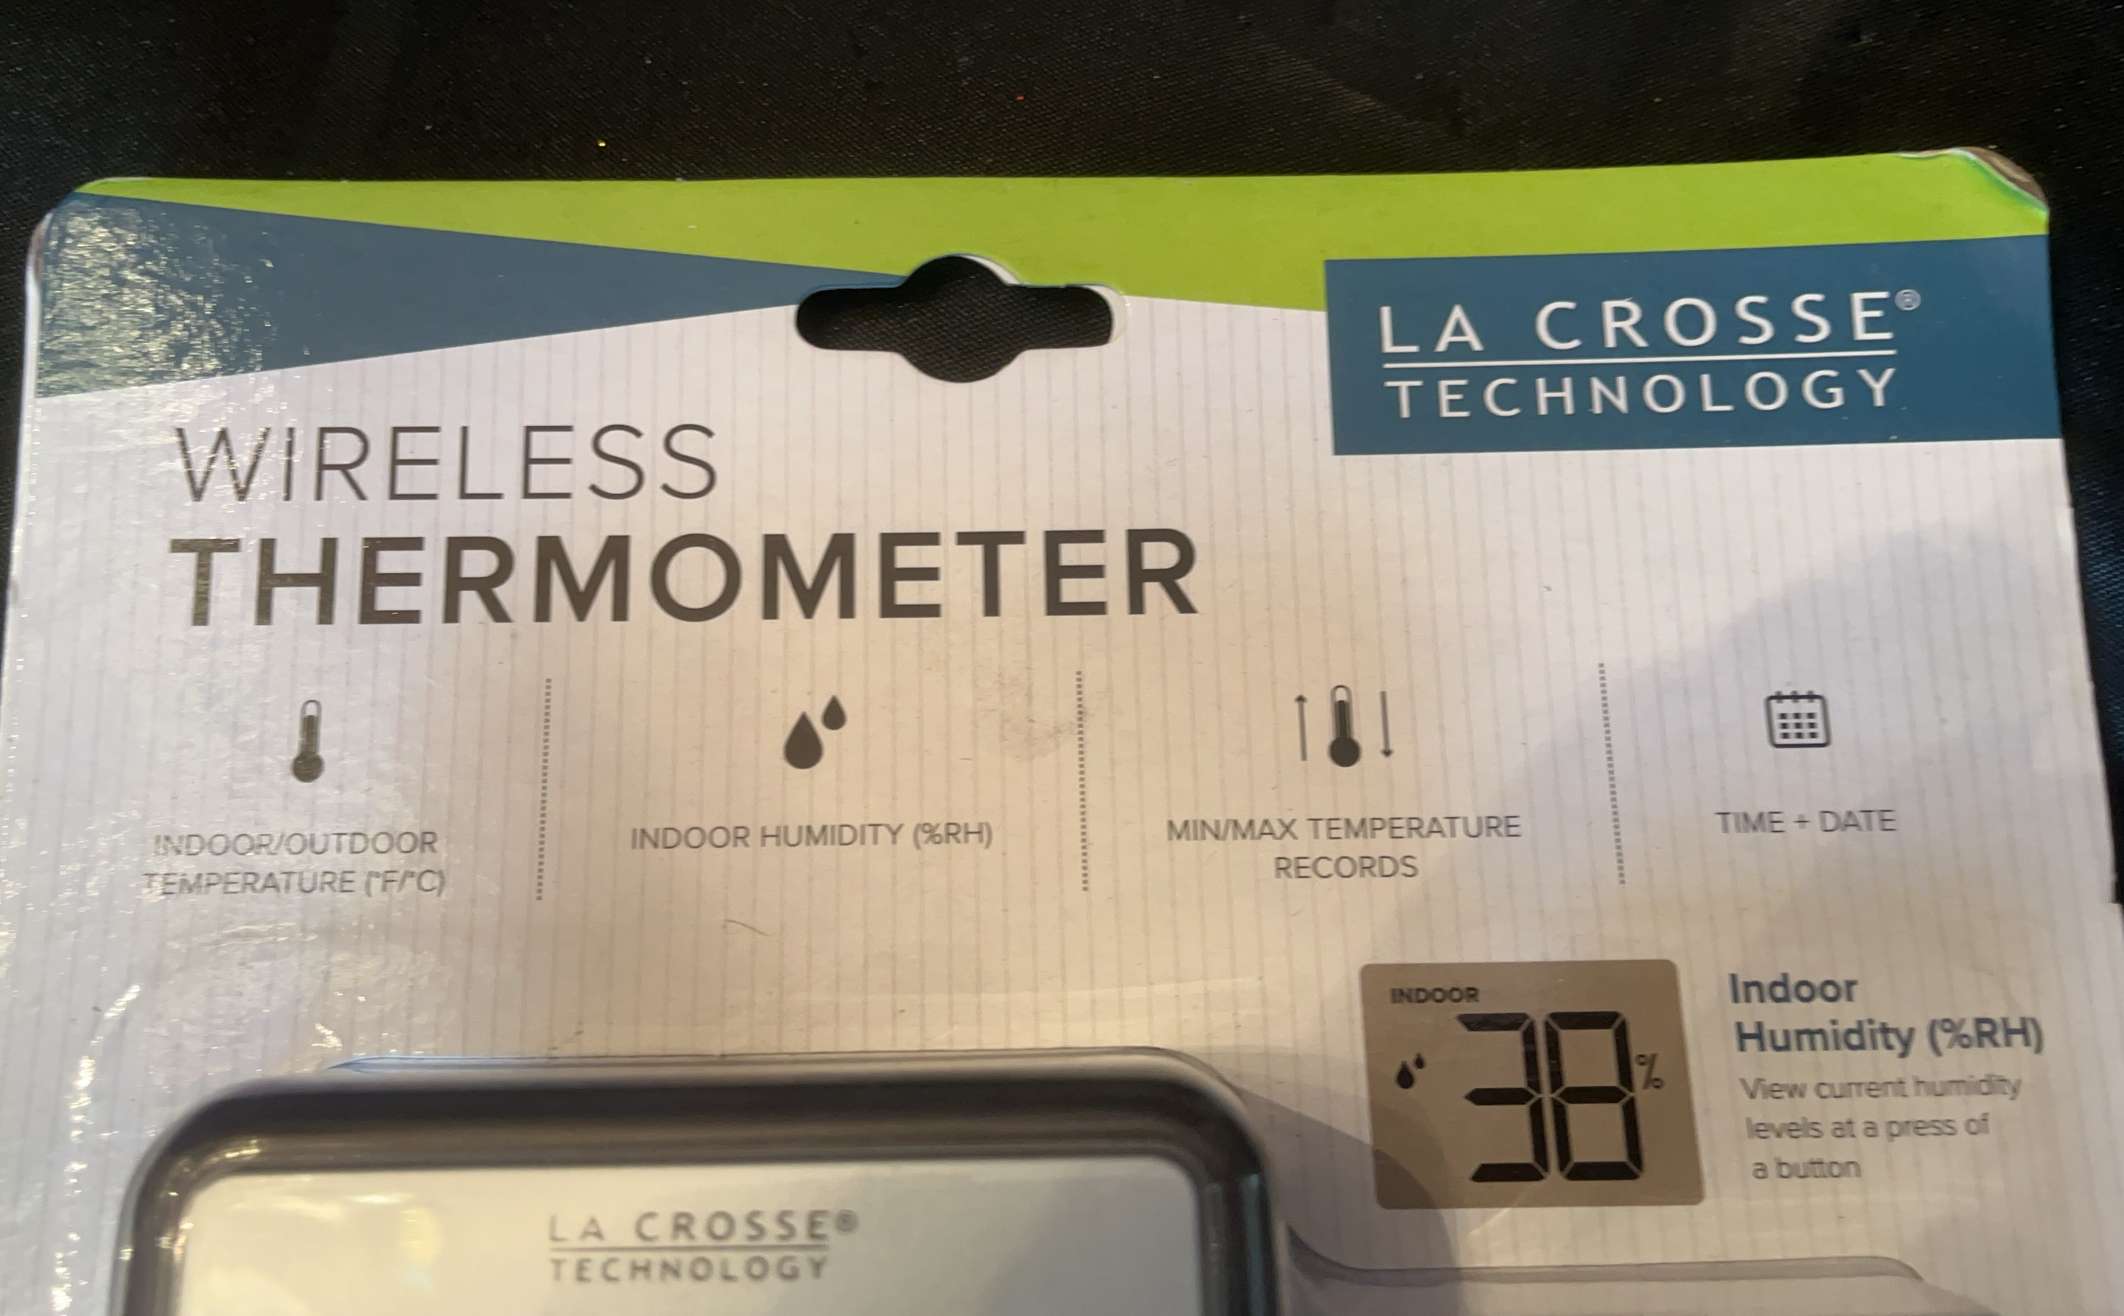 LA CROSSE®
TECHNOLOGY
WIRELESS
THERMOMETER
INDOOR/OUTDOOR
TEMPERATURE (°F/°C)
INDOOR HUMIDITY (%RH)
MIN/MAX TEMPERATURE
RECORDS
TIME + DATE
INDOOR
38%
Indoor
Humidity (%RH)
View current humidity
levels at a press of
a button
LA CROSSE®
TECHNOLOGY